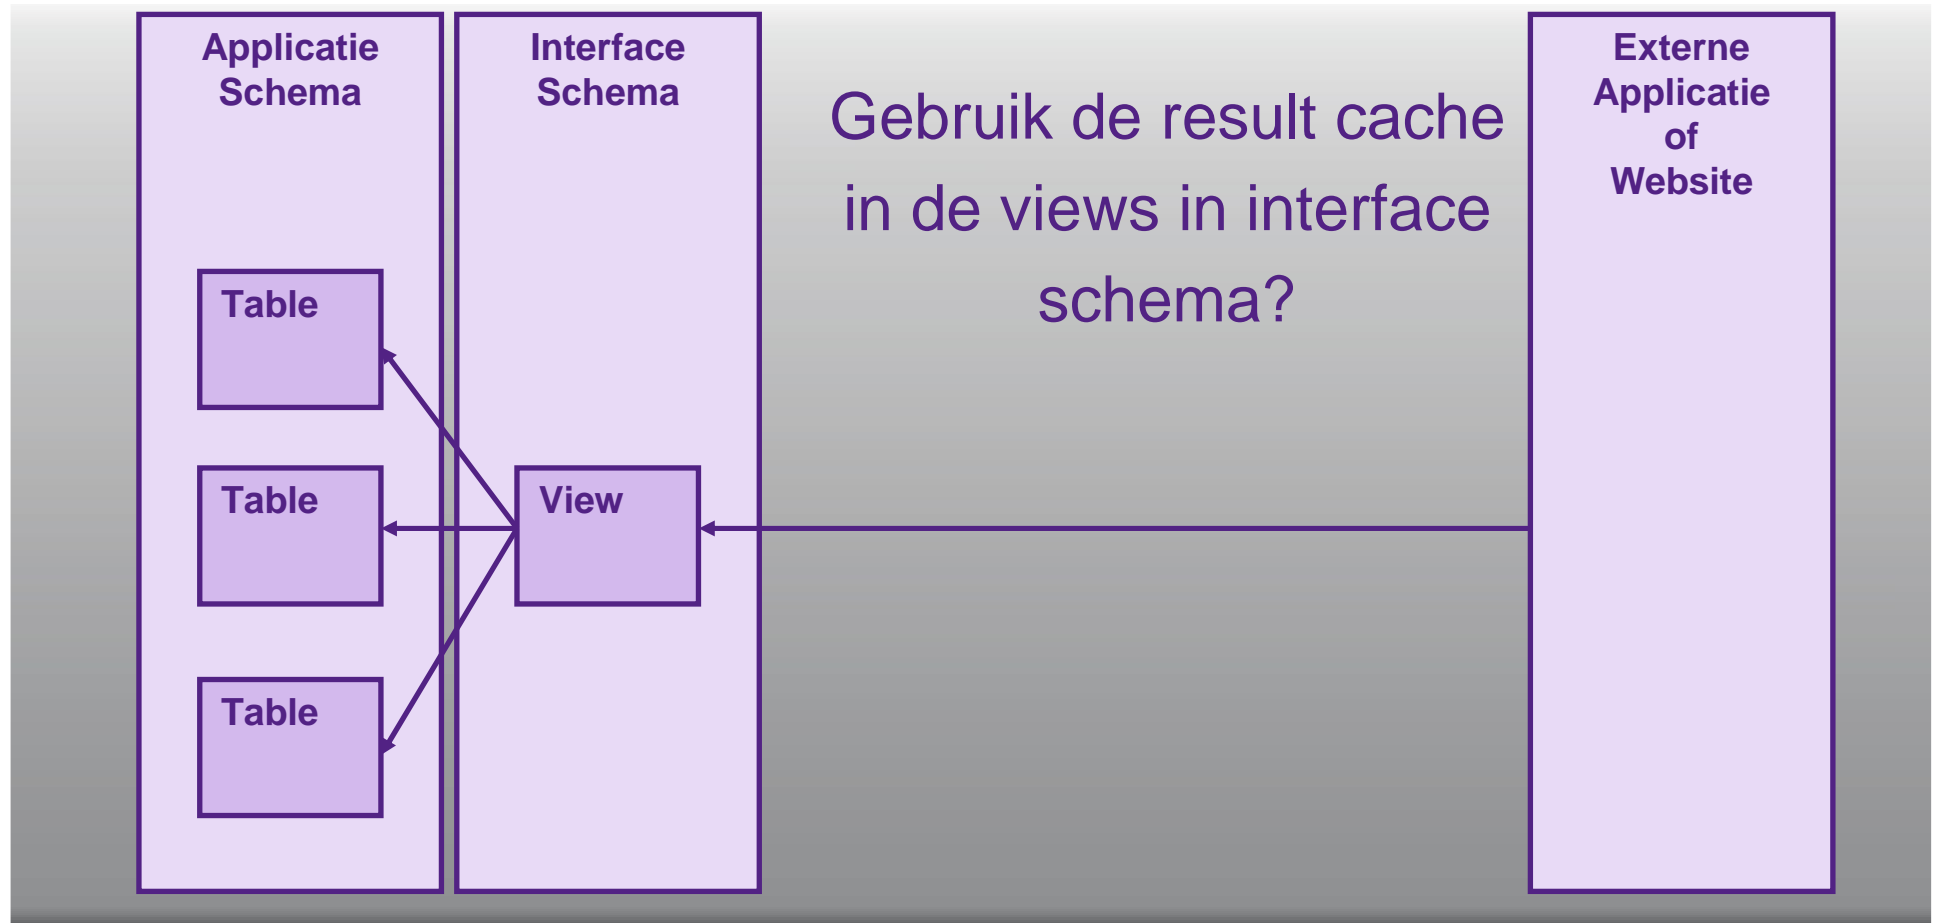 Applicatie
Schema
Interface
Schema
Gebruik de result cache
in de views in interface
schema?
Externe
Applicatie
of
Website
Table
Table
View
Table